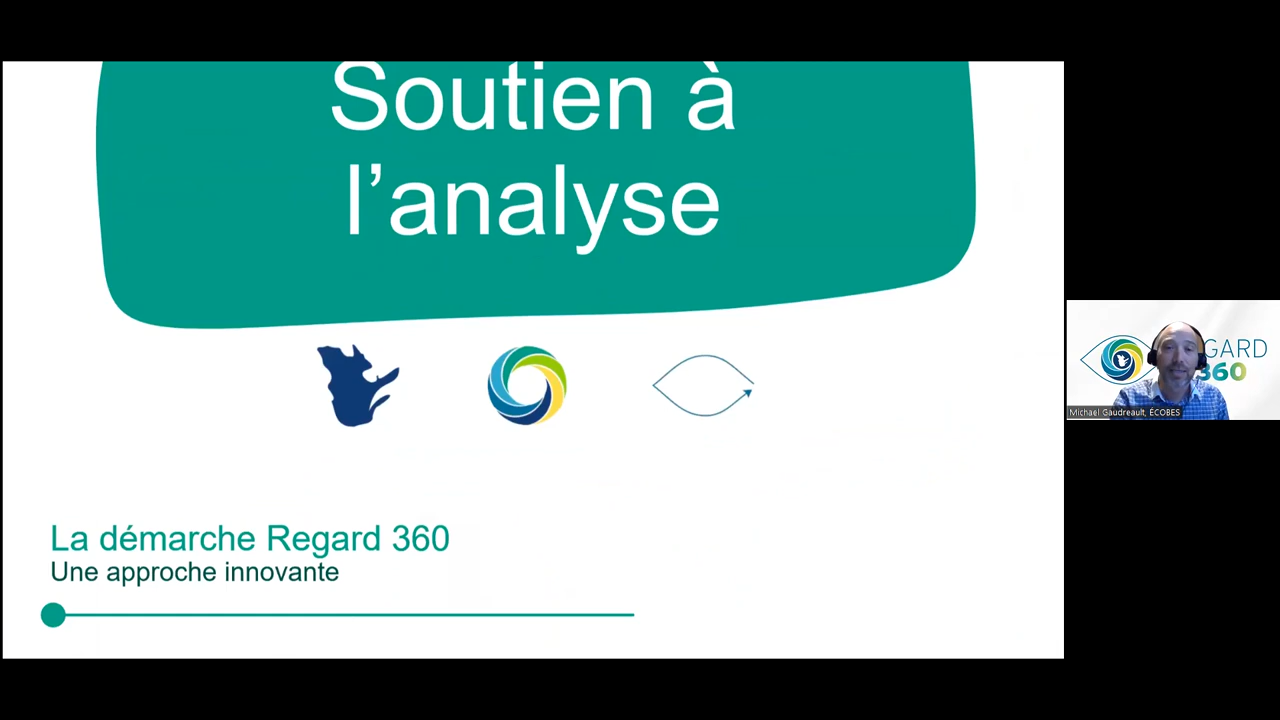 Soutien à
l'analyse
La démarche Regard 360
Une approche innovante
GARD
360
Michael Gaudreault, ÉCOBES